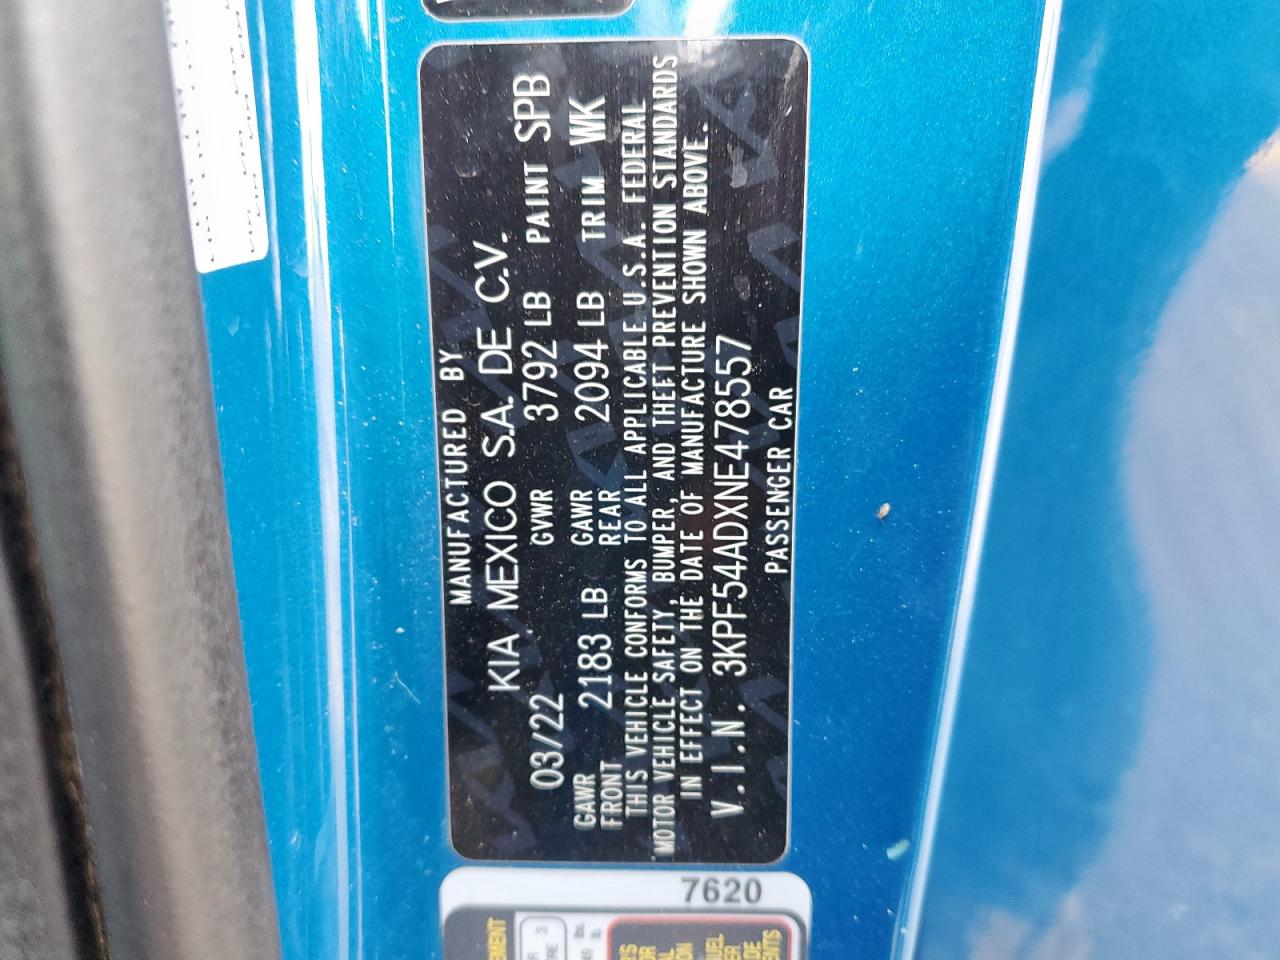 MANUFACTURED BY
KIA MEXICO S.A. DE C.V.
03/22 GVWR 3792 LB PAINT SPB
GAWR FRONT 2183 LB GAWR REAR 2094 LB TRIM WK
THIS VEHICLE CONFORMS TO ALL APPLICABLE U.S.A. FEDERAL
MOTOR VEHICLE SAFETY, BUMPER, AND THEFT PREVENTION STANDARDS
IN EFFECT ON THE DATE OF MANUFACTURE SHOWN ABOVE.
V.I.N. 3KPF54ADXNE478557
PASSENGER CAR
7620